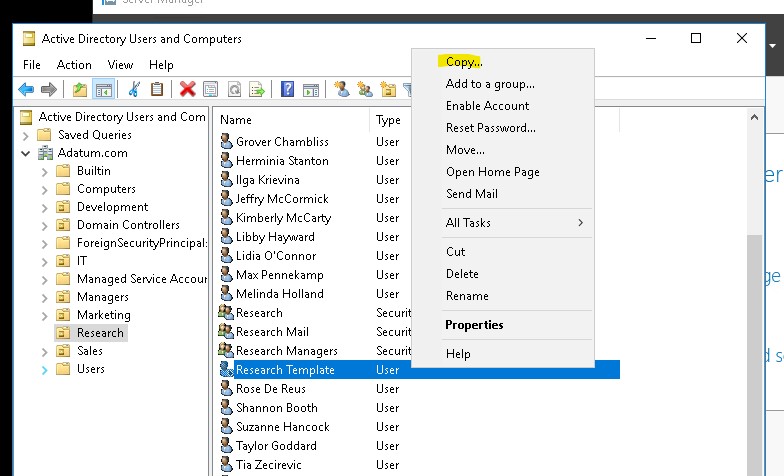 Server Manager
Active Directory Users and Computers
File Action View Help
Active Directory Users and Com
Saved Queries
Adatum.com
Builtin
Computers
Development
Domain Controllers
ForeignSecurityPrincipals
IT
Managed Service Accour
Managers
Marketing
Research
Sales
Users
Name Type
Grover Chambliss User
Herminia Stanton User
Ilga Krievina User
Jeffry McCormick User
Kimberly McCarty User
Libby Hayward User
Lidia O'Connor User
Max Pennekamp User
Melinda Holland User
Research Securit
Research Mail Securit
Research Managers Securit
Research Template User
Rose De Reus User
Shannon Booth User
Suzanne Hancock User
Taylor Goddard User
Tia Zecirevic User
Copy...
Add to a group...
Enable Account
Reset Password...
Move...
Open Home Page
Send Mail
All Tasks
Cut
Delete
Rename
Properties
Help